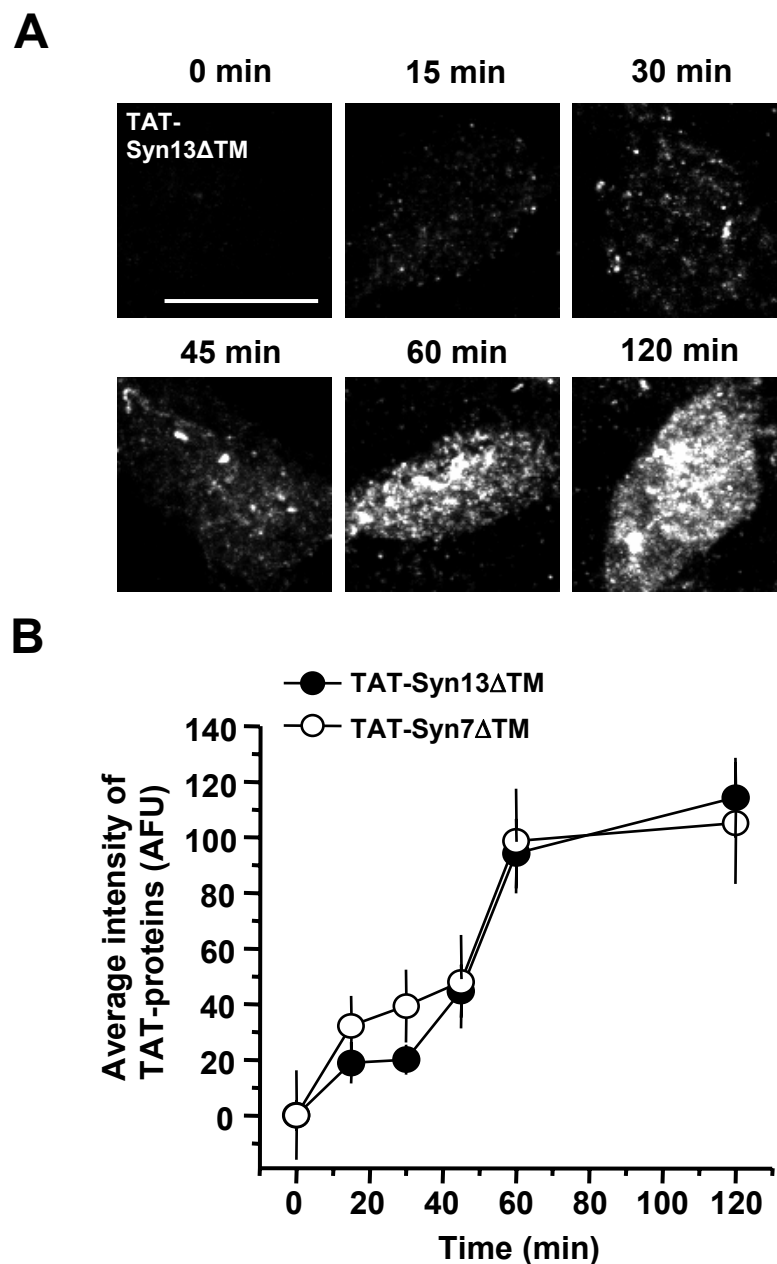 A
0 min
15 min
30 min
TAT-
Syn13ΔTM
45 min
60 min
120 min
B
TAT-Syn13ΔTM
TAT-Syn7ΔTM
Average intensity of
TAT-proteins (AFU)
140
120
100
80
60
40
20
0
0
20
40
60
80
100
120
Time (min)